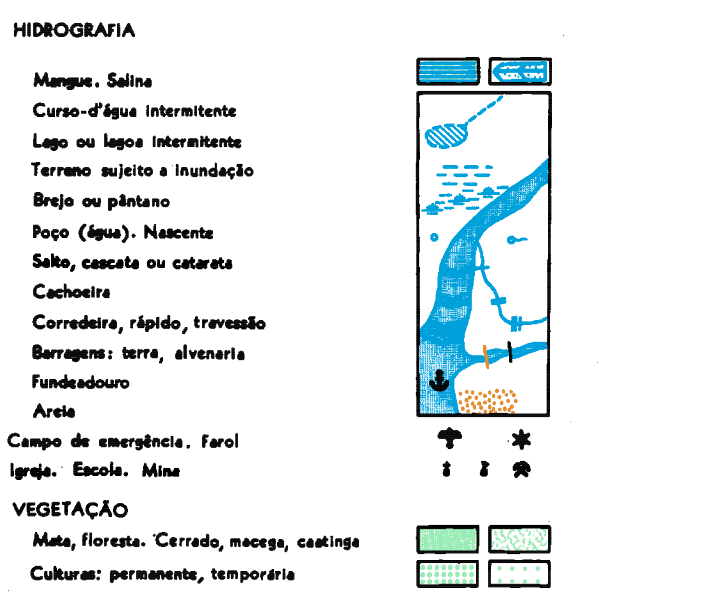 HIDROGRAFIA
Mangue. Salina
Curso-d'água intermitente
Lago ou lagoa intermitente
Terreno sujeito a inundação
Brejo ou pântano
Poço (água). Nascente
Salto, cascata ou catarata
Cachoeira
Corredeira, rápido, travessão
Barragens: terra, alvenaria
Fundeadouro
Areia
Campo de emergência. Farol
Igreja. Escola. Mina
VEGETAÇÃO
Mata, floresta. Cerrado, macega, caatinga
Culturas: permanente, temporária